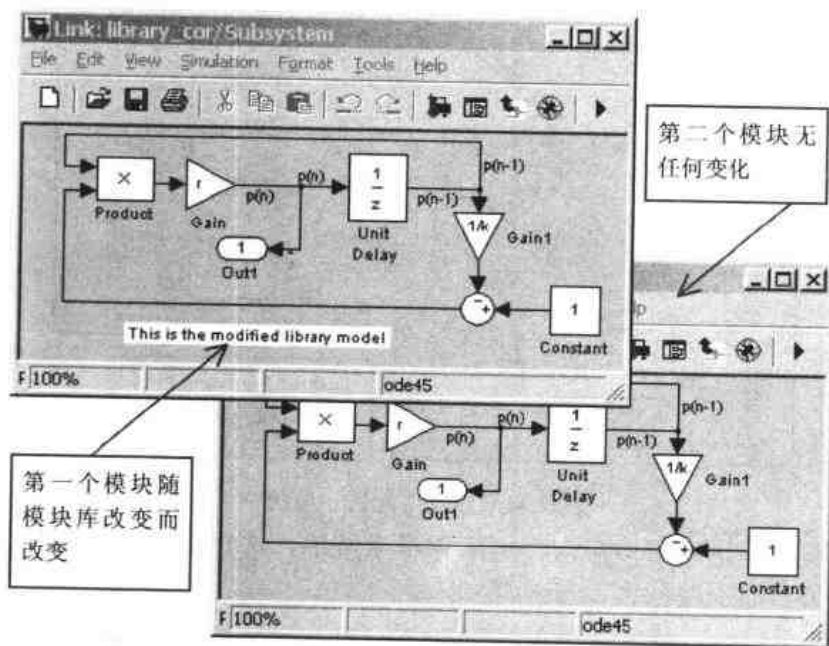 Link: library_cor/Subsystem
File Edit View Simulation Format Tools Help
p(n-1)
×
Product
r
Gain
p(n)
p(n)
1
Out1
1
z
Unit
Delay
p(n-1)
1/k
Gain1
- +
1
Constant
This is the modified library model
100%
ode45
第二个模块无
任何变化
第一个模块随
模块库改变而
改变
×
Product
r
Gain
p(n)
p(n)
1
Out1
1
z
Unit
Delay
p(n-1)
p(n-1)
1/k
Gain1
- +
1
Constant
100%
ode45